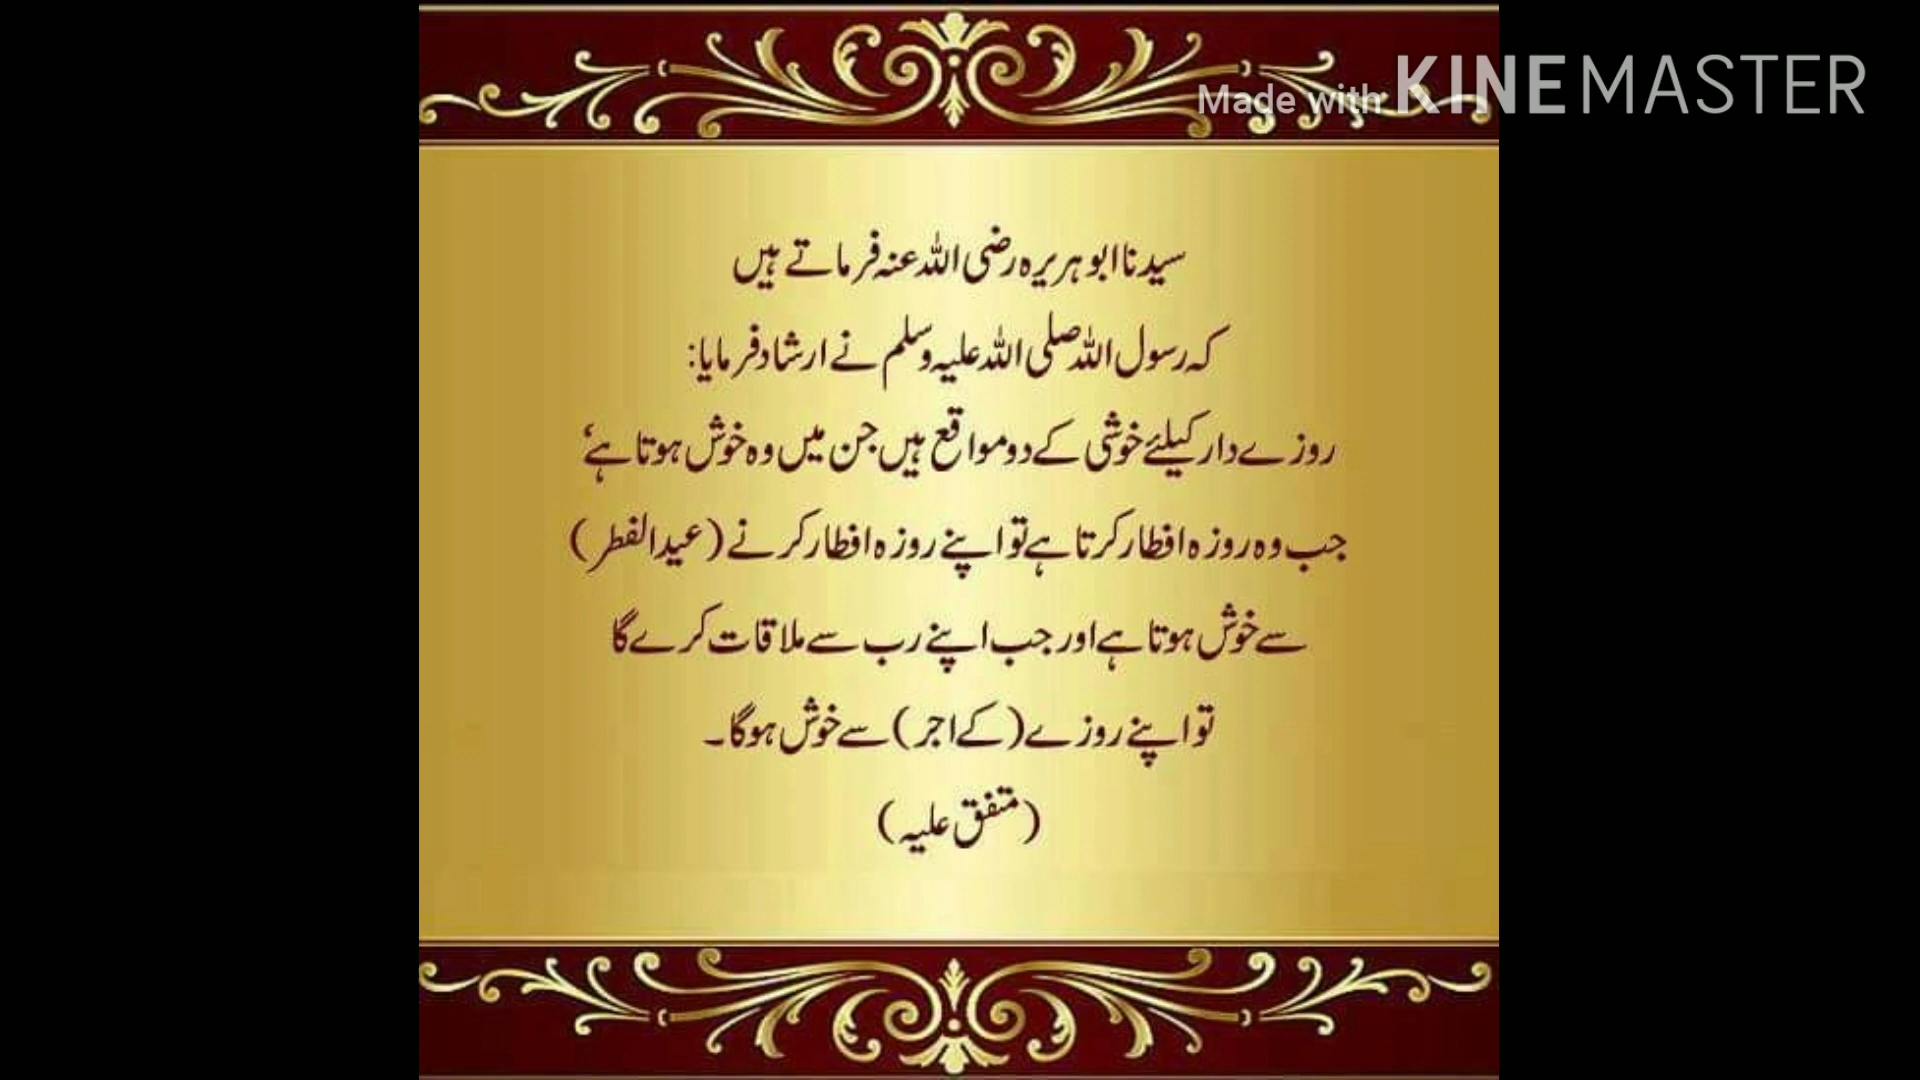 Made with KINEMASTER
سیدنا ابو ہریرہ رضی اللہ عنہ فرماتے ہیں
کہ رسول اللہ صلی اللہ علیہ وسلم نے ارشاد فرمایا:
روزے دار کیلئے خوشی کے دو مواقع ہیں جن میں وہ خوش ہوتا ہے‘
جب وہ روزہ افطار کرتا ہے تو اپنے روزہ افطار کرنے (عید الفطر)
سے خوش ہوتا ہے اور جب اپنے رب سے ملاقات کرے گا
تو اپنے روزے (کے اجر) سے خوش ہوگا۔
(متفق علیہ)